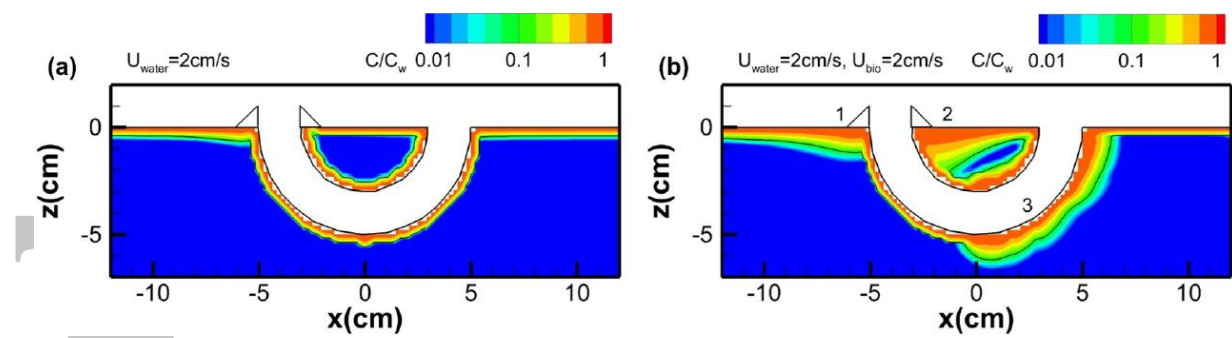 (a)
U_water=2cm/s
C/C_w
0.01
0.1
1
z(cm)
0
-5
-10
-5
0
5
10
x(cm)
(b)
U_water=2cm/s, U_bio=2cm/s
C/C_w
0.01
0.1
1
1
2
3
z(cm)
0
-5
-10
-5
0
5
10
x(cm)